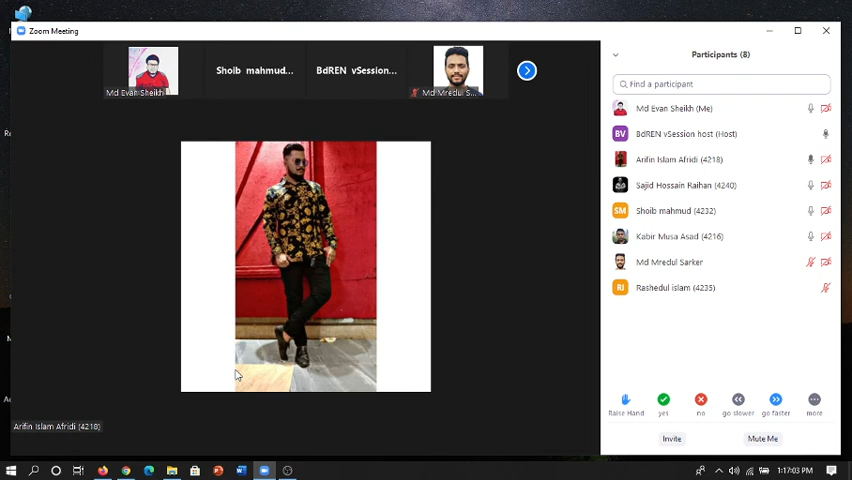 Zoom Meeting
Md Evan Sheikh
Shoib mahmud...
BdREN vSession...
Md Mredul S...
Arifin Islam Afridi (4218)
Participants (8)
Find a participant
Md Evan Sheikh (Me)
BV BdREN vSession host (Host)
Arifin Islam Afridi (4218)
Sajid Hossain Raihan (4240)
SM Shoib mahmud (4232)
Kabir Musa Asad (4216)
Md Mredul Sarker
RI Rashedul islam (4235)
Raise Hand yes no go slower go faster more
Invite Mute Me
1:17:03 PM